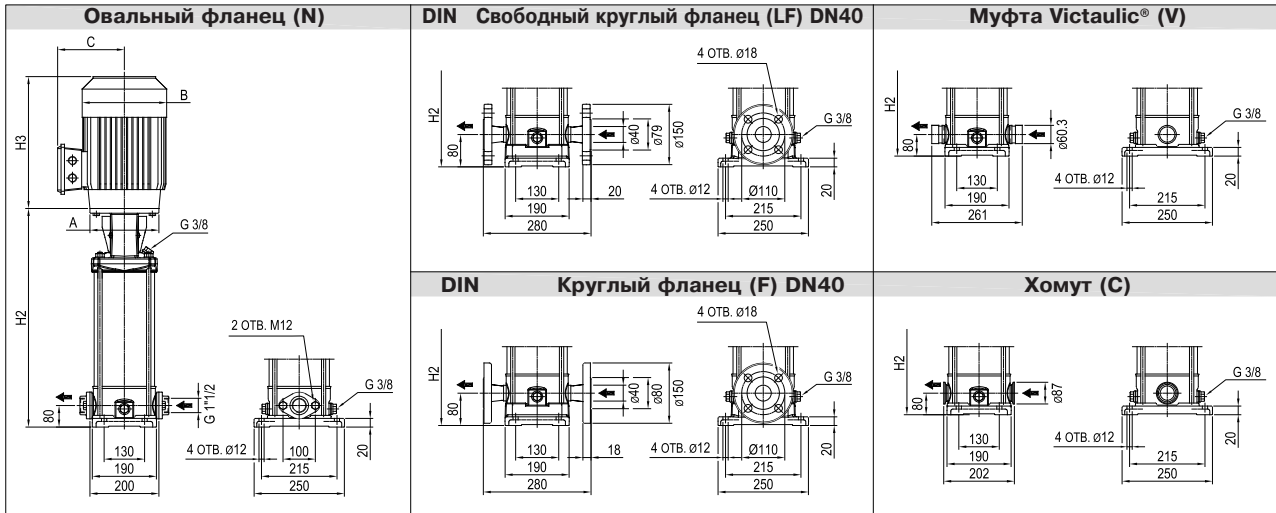 Овальный фланец (N)
C
B
H3
A
G 3/8
H2
80
G 1"1/2
130
190
200
2 ОТВ. M12
G 3/8
4 ОТВ. Ø12
100
20
215
250
DIN Свободный круглый фланец (LF) DN40
H2
80
ø40
ø79
ø150
130
20
190
280
4 ОТВ. Ø18
G 3/8
4 ОТВ. Ø12
Ø110
20
215
250
DIN Круглый фланец (F) DN40
H2
80
ø40
ø80
ø150
130
18
190
280
4 ОТВ. Ø18
G 3/8
4 ОТВ. Ø12
Ø110
20
215
250
Муфта Victaulic® (V)
H2
80
ø60.3
130
190
261
G 3/8
4 ОТВ. Ø12
20
215
250
Хомут (C)
H2
80
ø87
130
190
202
G 3/8
4 ОТВ. Ø12
20
215
250